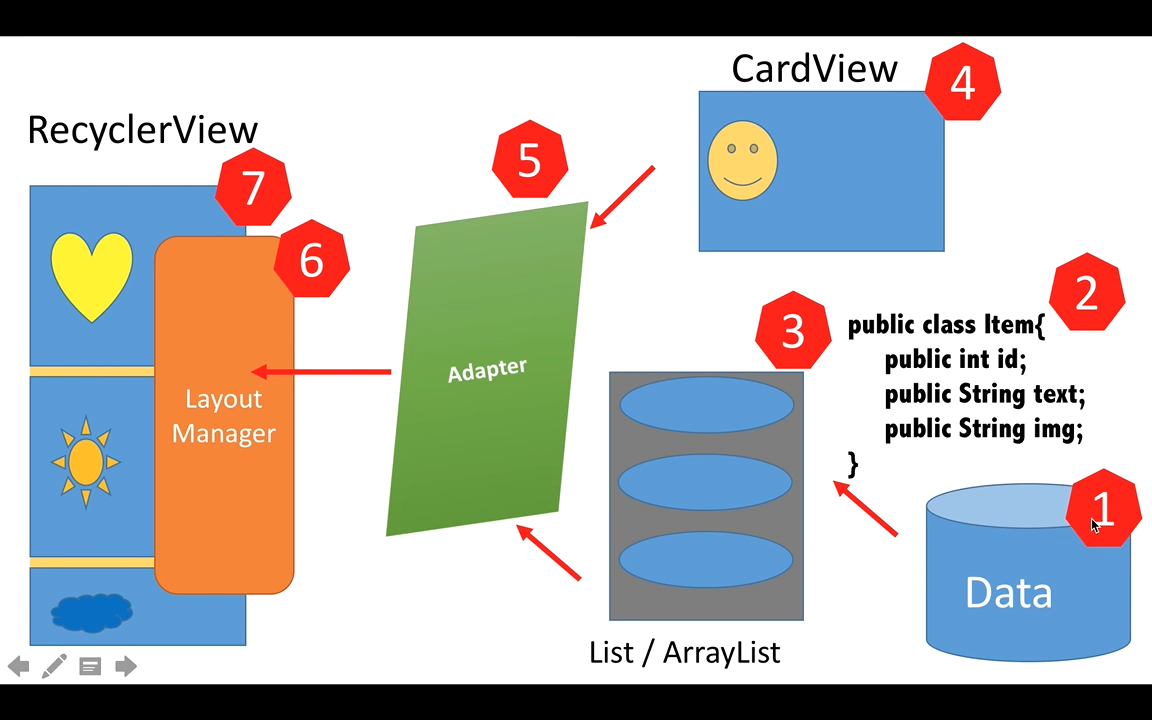 CardView
4
RecyclerView
5
7
6
2
3
public class Item{
public int id;
public String text;
public String img;
}
Adapter
Layout
Manager
1
Data
List / ArrayList